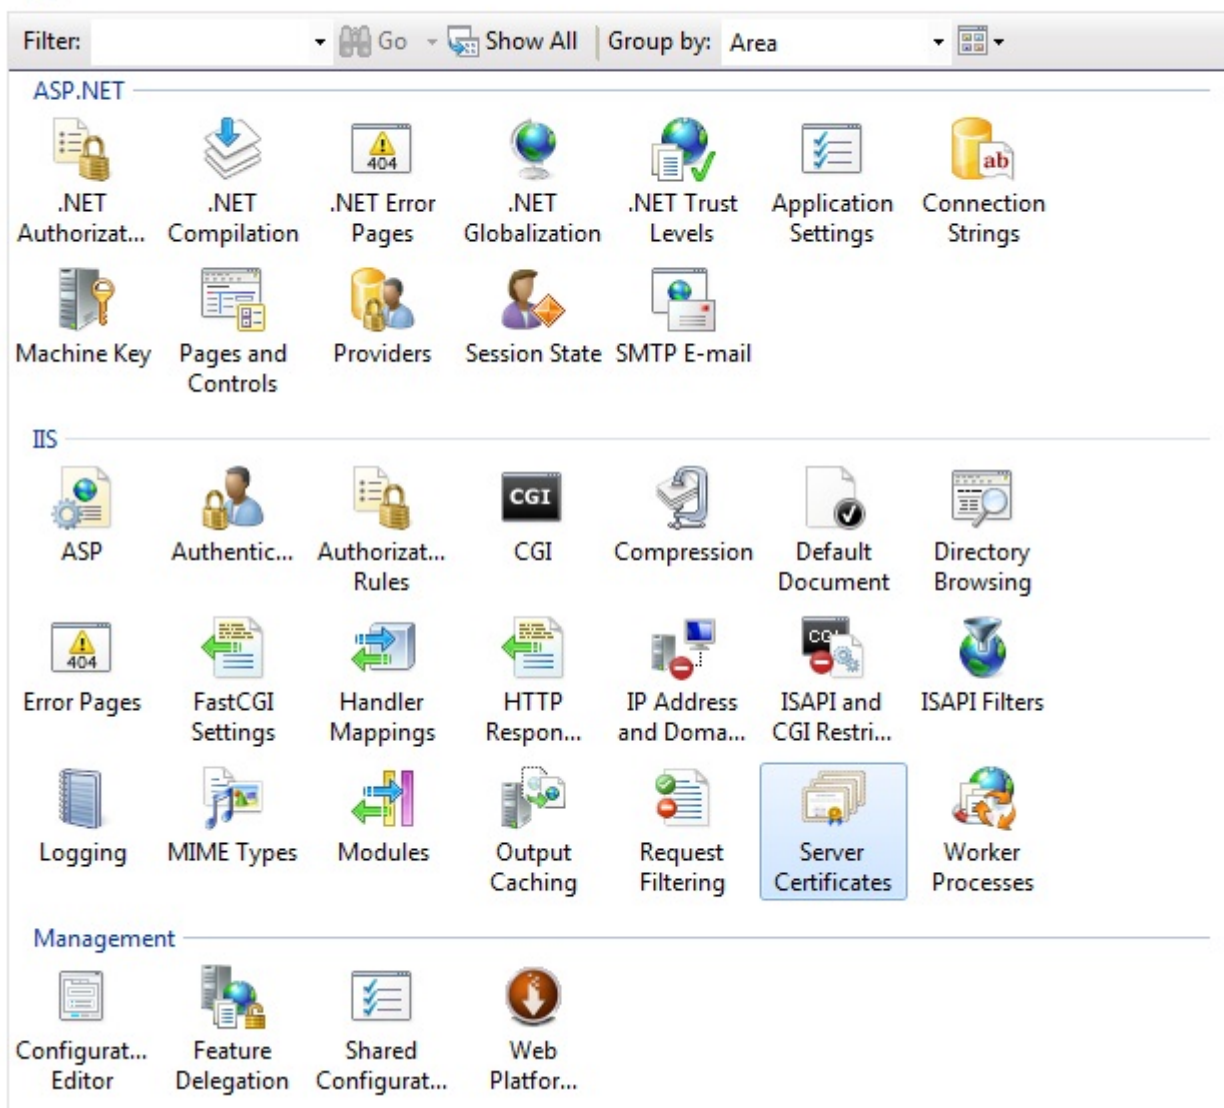 Filter: Go Show All Group by: Area
ASP.NET
.NET .NET .NET Error .NET .NET Trust Application Connection
Authorizat... Compilation Pages Globalization Levels Settings Strings
Machine Key Pages and Providers Session State SMTP E-mail
Controls
IIS
ASP Authentic... Authorizat... CGI Compression Default Directory
Rules Document Browsing
Error Pages FastCGI Handler HTTP IP Address ISAPI and ISAPI Filters
Settings Mappings Respon... and Doma... CGI Restri...
Logging MIME Types Modules Output Request Server Worker
Caching Filtering Certificates Processes
Management
Configurat... Feature Shared Web
Editor Delegation Configurat... Platfor...